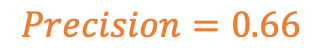 Precision = 0.66